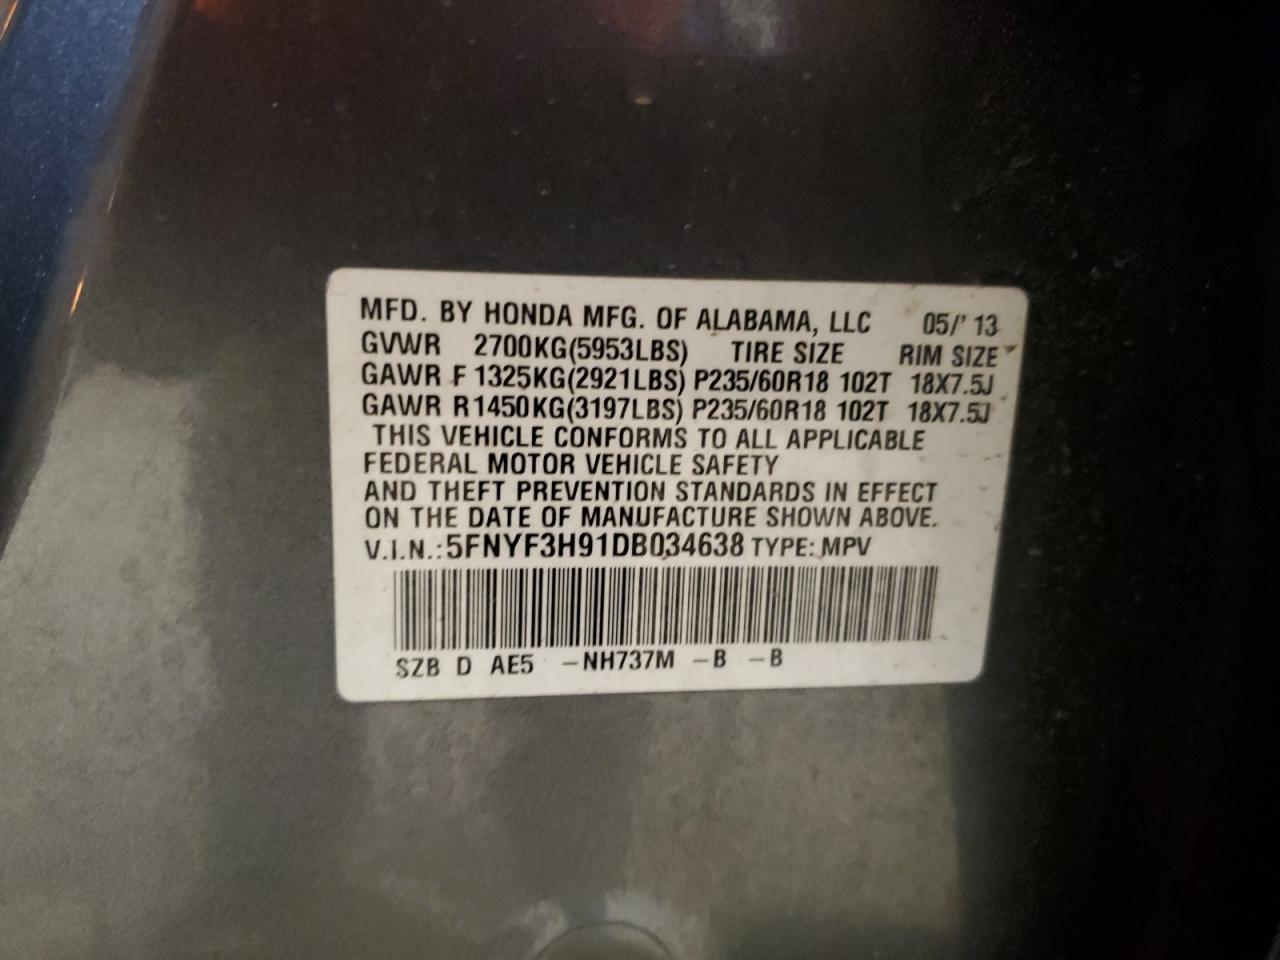 MFD. BY HONDA MFG. OF ALABAMA, LLC 05/'13
GVWR 2700KG(5953LBS) TIRE SIZE RIM SIZE
GAWR F 1325KG(2921LBS) P235/60R18 102T 18X7.5J
GAWR R1450KG(3197LBS) P235/60R18 102T 18X7.5J
THIS VEHICLE CONFORMS TO ALL APPLICABLE
FEDERAL MOTOR VEHICLE SAFETY
AND THEFT PREVENTION STANDARDS IN EFFECT
ON THE DATE OF MANUFACTURE SHOWN ABOVE.
V.I.N.:5FNYF3H91DB034638 TYPE: MPV
SZB D AE5 -NH737M -B -B